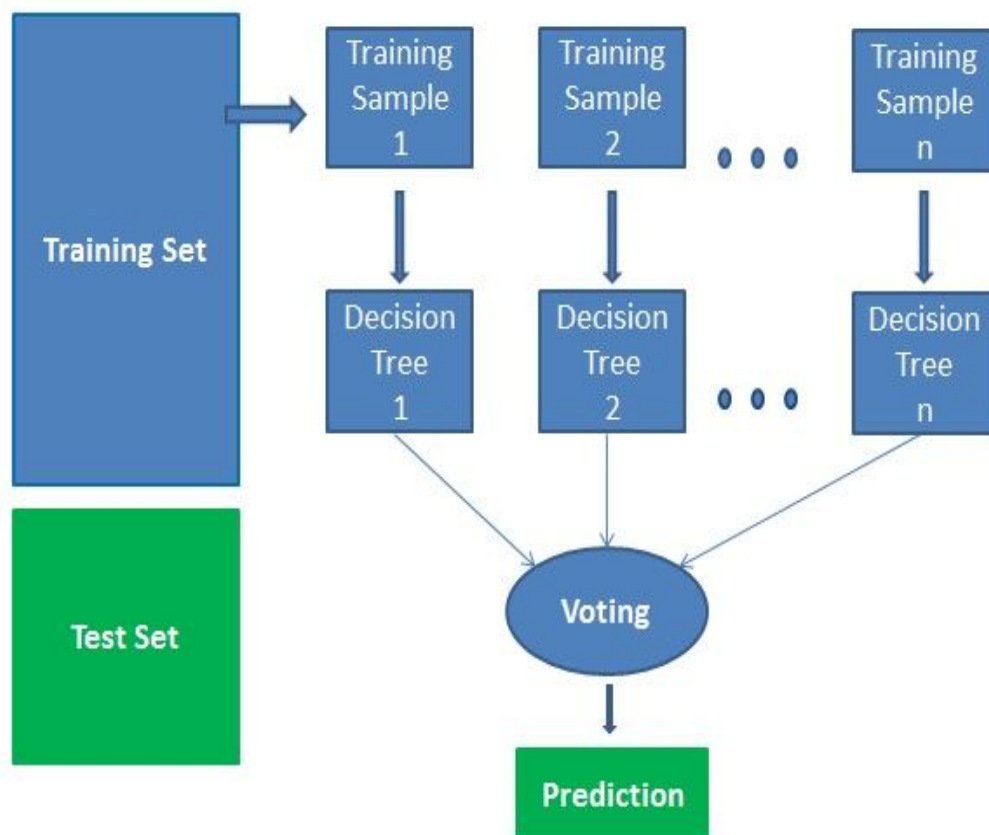 Training
Sample
1
Training
Sample
2
Training
Sample
n
Training Set
Decision
Tree
1
Decision
Tree
2
Decision
Tree
n
Voting
Test Set
Prediction